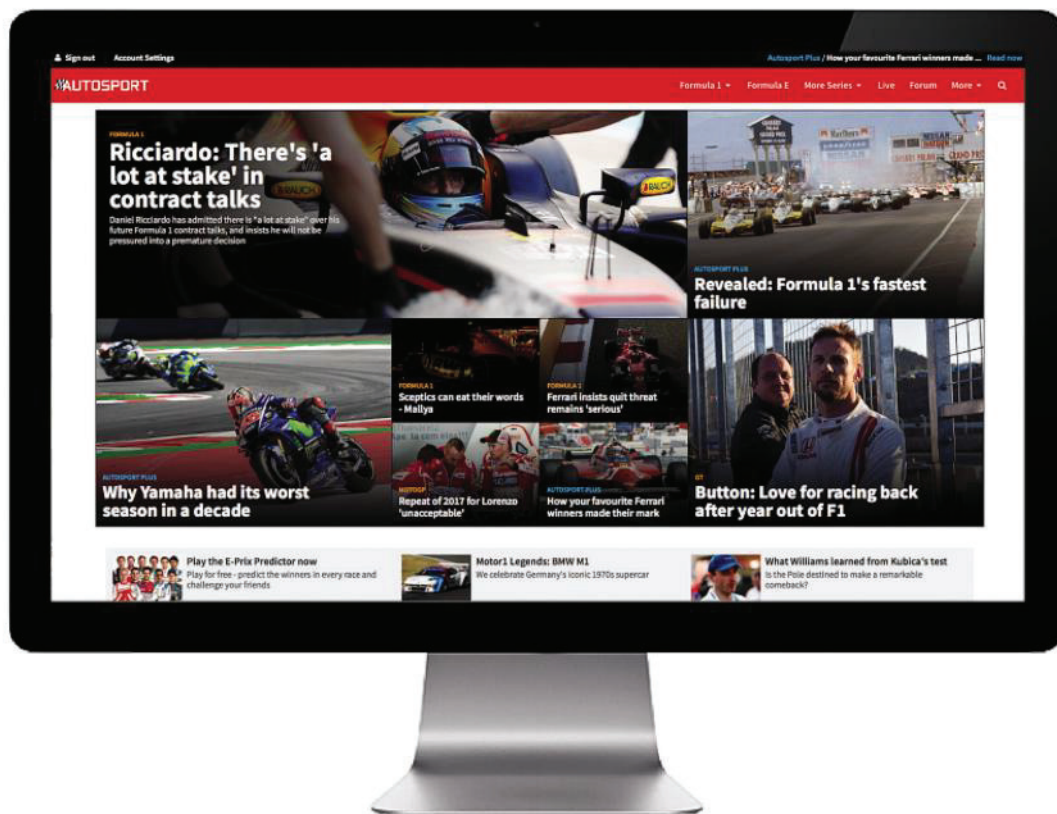 Sign out Account Settings Autosport Plus / How your favourite Ferrari winners made ... Read now
AUTOSPORT
Formula 1 Formula E More Series Live Forum More
FORMULA 1
Ricciardo: There's 'a
lot at stake' in
contract talks
Daniel Ricciardo has admitted there is "a lot at stake" over his
future Formula 1 contract talks, and insists he will not be
pressured into a premature decision
RAUCH
RAUCH
Marlboro
NISSAN
GRAND PRIX
AUTOSPORT PLUS
Revealed: Formula 1's fastest
failure
AUTOSPORT PLUS
Why Yamaha had its worst
season in a decade
FORMULA 1
Sceptics can eat their words
- Mallya
FORMULA 1
Ferrari insists quit threat
remains 'serious'
MOTOGP
Repeat of 2017 for Lorenzo
'unacceptable'
AUTOSPORT PLUS
How your favourite Ferrari
winners made their mark
GT
Button: Love for racing back
after year out of F1
Play the E-Prix Predictor now
Play for free - predict the winners in every race and
challenge your friends
Motor1 Legends: BMW M1
We celebrate Germany's iconic 1970s supercar
What Williams learned from Kubica's test
Is the Pole destined to make a remarkable
comeback?